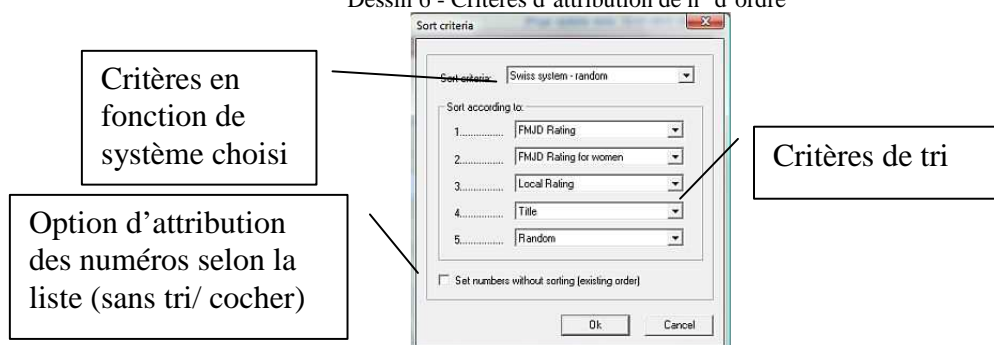 Dessin 6 - Critères d'attribution de n° d'ordre
Sort criteria
Critères en
fonction de
système choisi
Sort criteria: Swiss system - random
Sort according to:
1............... FMJD Rating
2............... FMJD Rating for women
3............... Local Rating
4............... Title
5............... Random
Critères de tri
Option d'attribution
des numéros selon la
liste (sans tri/ cocher)
Set numbers without sorting (existing order)
Ok Cancel